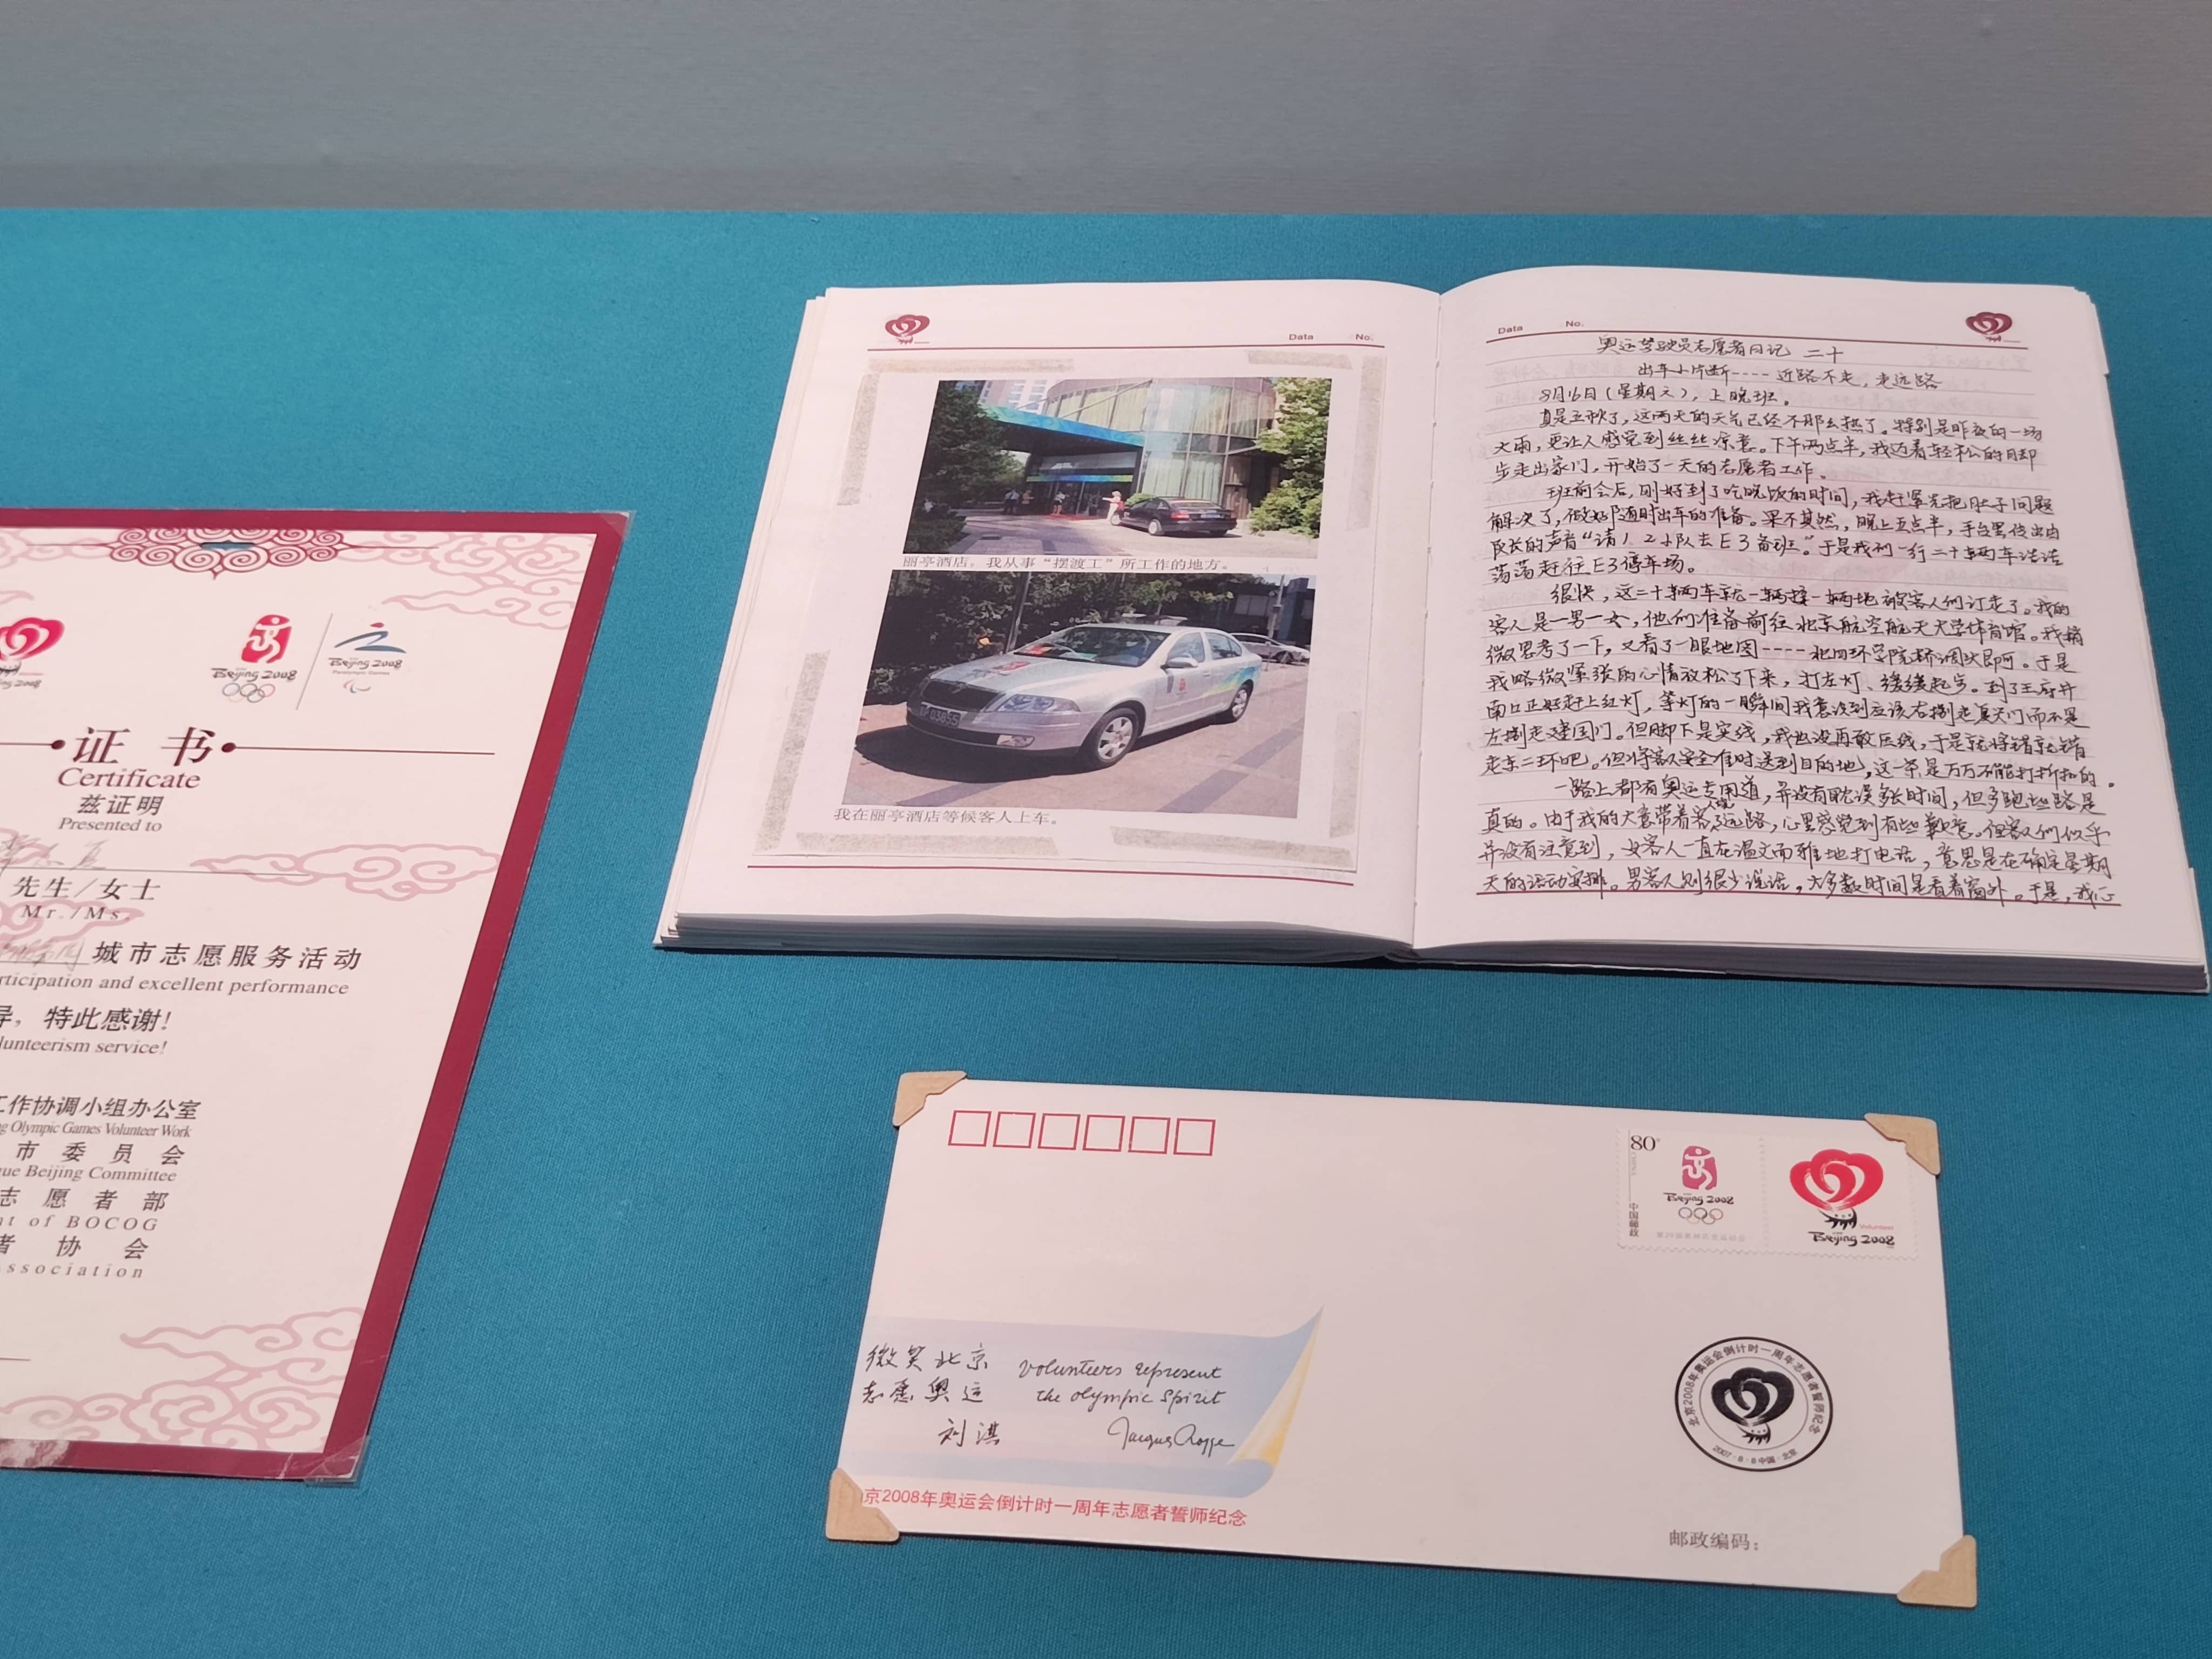 Beijing 2008
Beijing 2008
Paralympic Games
证书
Certificate
兹证明
Presented to
先生/女士
Mr./Ms.
城市志愿服务活动
rticipation and excellent performance
特此感谢!
lunteerism service!
工作协调小组办公室
g Olympic Games Volunteer Work
市委员会
gue Beijing Committee
志愿者部
nt of BOCOG
者协会
ssociation
Data No.
丽亭酒店。我从事“摆渡工”所工作的地方。
03855
我在丽亭酒店等候客人上车。
Data No.
奥运驾驶员志愿者日记 二十
出车小片断----近路不走,走远路
8月16日(星期六),上晚班。
真是立秋了,这两天的天气已经不那么热了。特别是昨夜的一场
大雨,更让人感觉到丝丝凉意。下午两点半,我迈着轻松的脚
步走出家门,开始了一天的志愿者工作。
班前会后,刚好到了吃晚饭的时间,我赶紧先把肚子问题
解决了,做好随时出车的准备。果不其然,晚上五点半,手台里传出由
队长的声音“请1、2小队去E3备班。”于是我们一行二十辆车浩浩
荡荡赶往E3停车场。
很快,这二十辆车就一辆接一辆地被客人们订走了。我的
客人是一男一女,他们准备前往北京航空航天大学体育馆。我稍
微思考了一下,又看了一眼地图----北四环学院桥调头即可。于是
我略微紧张的心情放松了下来,打左灯、缓缓起步。到了王府井
南口正好赶上红灯,等灯的一瞬间我意识到应该右拐走复兴门而不是
左拐走建国门。但脚下是实线,我也没再敢压线,于是就将错就错
走东二环吧。但将客人安全准时送到目的地,这一条是万万不能打折扣的。
一路上都有奥运专用道,并没有耽误多长时间,但多跑些路是
真的。由于我的大意带着客人绕远路,心里感觉到有些歉意。但客人们似乎
并没有注意到,女客人一直在温文而雅地打电话,意思是在确定星期
天的活动安排。男客人则很少说话,大多数时间是看着窗外。于是,我心
80
中国邮政
CHINA
Beijing 2008
第29届奥林匹克运动会
Volunteer
Beijing 2008
微笑北京 Volunteers represent
志愿奥运 the olympic spirit
刘淇 Jacques Rogge
京2008年奥运会倒计时一周年志愿者誓师纪念
北京2008年奥运会倒计时一周年志愿者誓师纪念
2007·8·8 中国·北京
邮政编码: